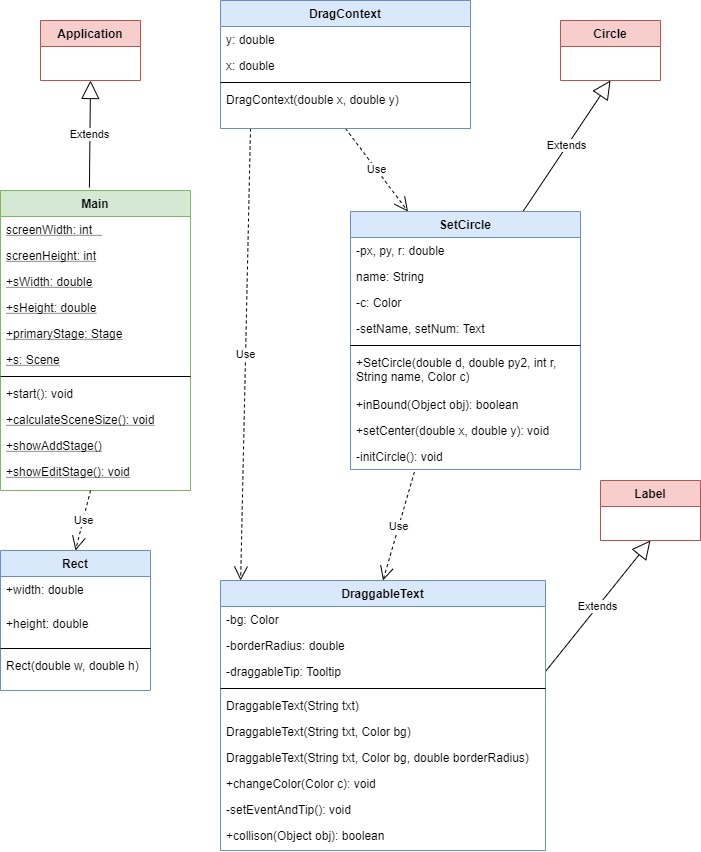 Application
DragContext
y: double
x: double
DragContext(double x, double y)
Circle
Extends
Extends
Use
Main
screenWidth: int
screenHeight: int
+sWidth: double
+sHeight: double
+primaryStage: Stage
+s: Scene
+start(): void
+calculateSceneSize(): void
+showAddStage()
+showEditStage(): void
SetCircle
-px, py, r: double
name: String
-c: Color
-setName, setNum: Text
+SetCircle(double d, double py2, int r,
String name, Color c)
+inBound(Object obj): boolean
+setCenter(double x, double y): void
-initCircle(): void
Use
Use
Use
Label
Extends
Rect
+width: double
+height: double
Rect(double w, double h)
DraggableText
-bg: Color
-borderRadius: double
-draggableTip: Tooltip
DraggableText(String txt)
DraggableText(String txt, Color bg)
DraggableText(String txt, Color bg, double borderRadius)
+changeColor(Color c): void
-setEventAndTip(): void
+collison(Object obj): boolean